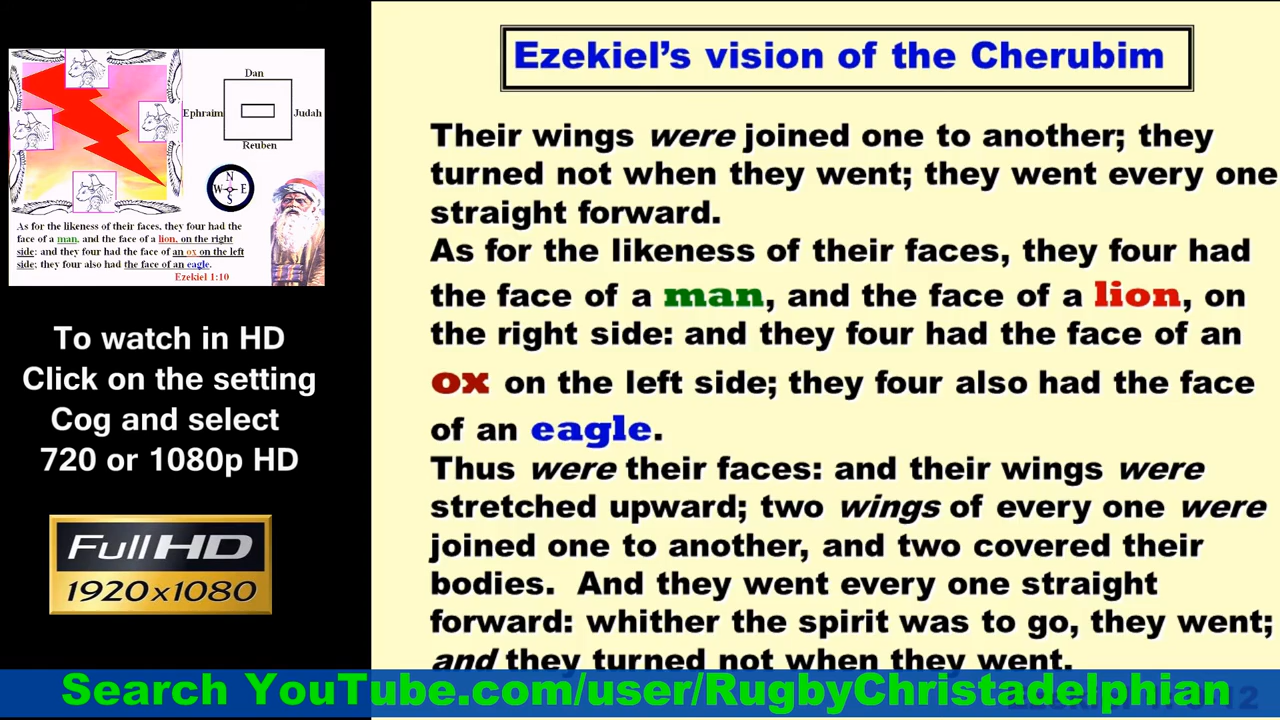 Dan
Ephraim
Judah
Reuben
N
W E
S
As for the likeness of their faces, they four had the
face of a man, and the face of a lion, on the right
side: and they four had the face of an ox on the left
side; they four also had the face of an eagle.
Ezekiel 1:10
To watch in HD
Click on the setting
Cog and select
720 or 1080p HD
Full HD
1920x1080
Ezekiel's vision of the Cherubim
Their wings were joined one to another; they
turned not when they went; they went every one
straight forward.
As for the likeness of their faces, they four had
the face of a man, and the face of a lion, on
the right side: and they four had the face of an
ox on the left side; they four also had the face
of an eagle.
Thus were their faces: and their wings were
stretched upward; two wings of every one were
joined one to another, and two covered their
bodies. And they went every one straight
forward: whither the spirit was to go, they went;
and they turned not when they went.
Search YouTube.com/user/RugbyChristadelphian